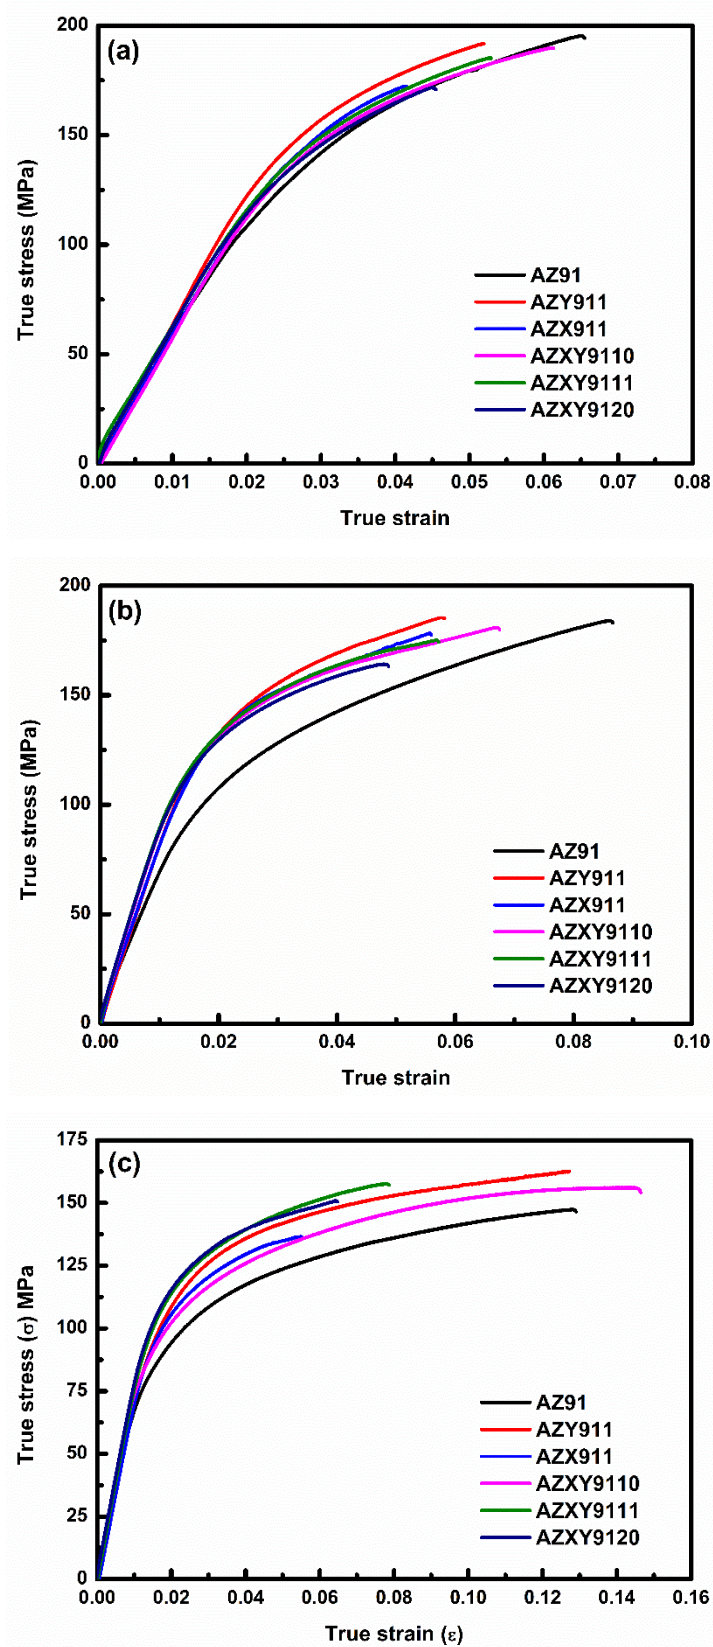 200
(a)
150
100
50
0
True stress (MPa)
AZ91
AZY911
AZX911
AZXY9110
AZXY9111
AZXY9120
0.00 0.01 0.02 0.03 0.04 0.05 0.06 0.07 0.08
True strain
200
(b)
150
100
50
0
True stress (MPa)
AZ91
AZY911
AZX911
AZXY9110
AZXY9111
AZXY9120
0.00 0.02 0.04 0.06 0.08 0.10
True strain
175
(c)
150
125
100
75
50
25
0
True stress (σ) MPa
AZ91
AZY911
AZX911
AZXY9110
AZXY9111
AZXY9120
0.00 0.02 0.04 0.06 0.08 0.10 0.12 0.14 0.16
True strain (ε)